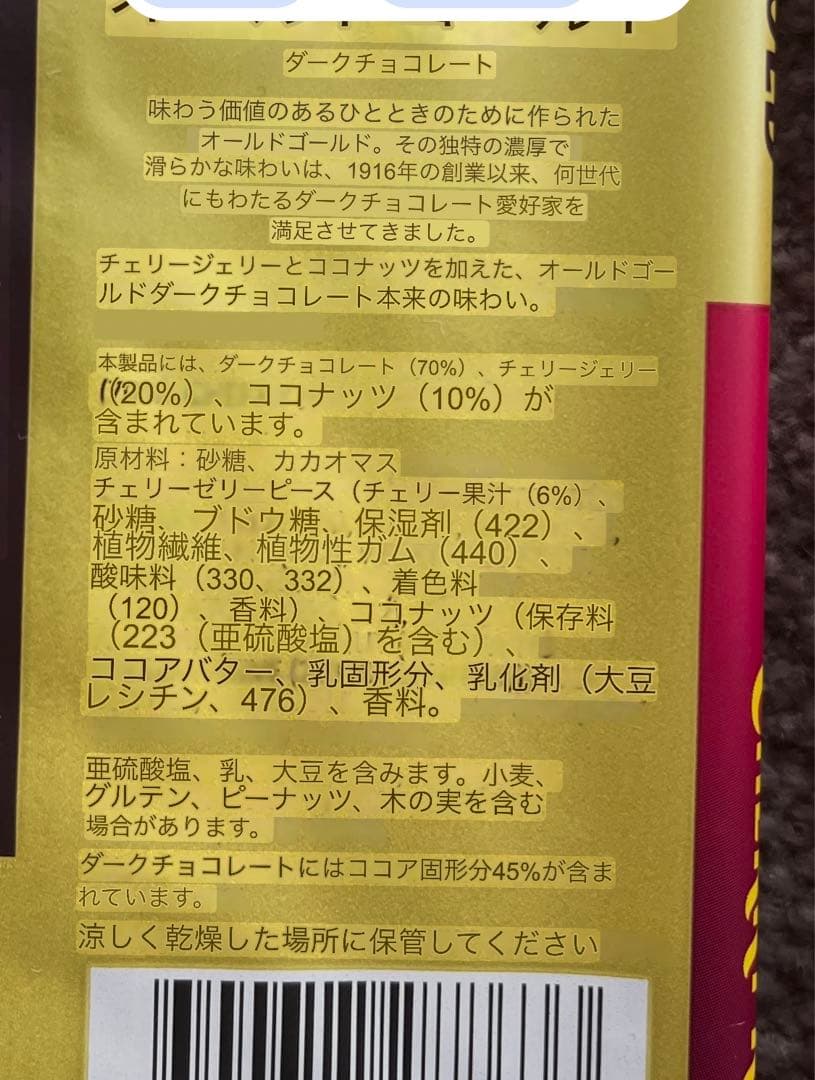 ダークチョコレート
味わう価値のあるひとときのために作られた
オールドゴールド。その独特の濃厚で
滑らかな味わいは、1916年の創業以来、何世代
にもわたるダークチョコレート愛好家を
満足させてきました。
チェリージェリーとココナッツを加えた、オールドゴー
ルドダークチョコレート本来の味わい。
本製品には、ダークチョコレート（70%）、チェリージェリー
（20%）、ココナッツ（10%）が
含まれています。
原材料：砂糖、カカオマス
チェリーゼリーピース（チェリー果汁（6%）、
砂糖、ブドウ糖、保湿剤（422）、
植物繊維、植物性ガム（440）、
酸味料（330、332）、着色料
（120）、香料）、ココナッツ（保存料
（223（亜硫酸塩）を含む）、
ココアバター、乳固形分、乳化剤（大豆
レシチン、476）、香料。
亜硫酸塩、乳、大豆を含みます。小麦、
グルテン、ピーナッツ、木の実を含む
場合があります。
ダークチョコレートにはココア固形分45%が含ま
れています。
涼しく乾燥した場所に保管してください